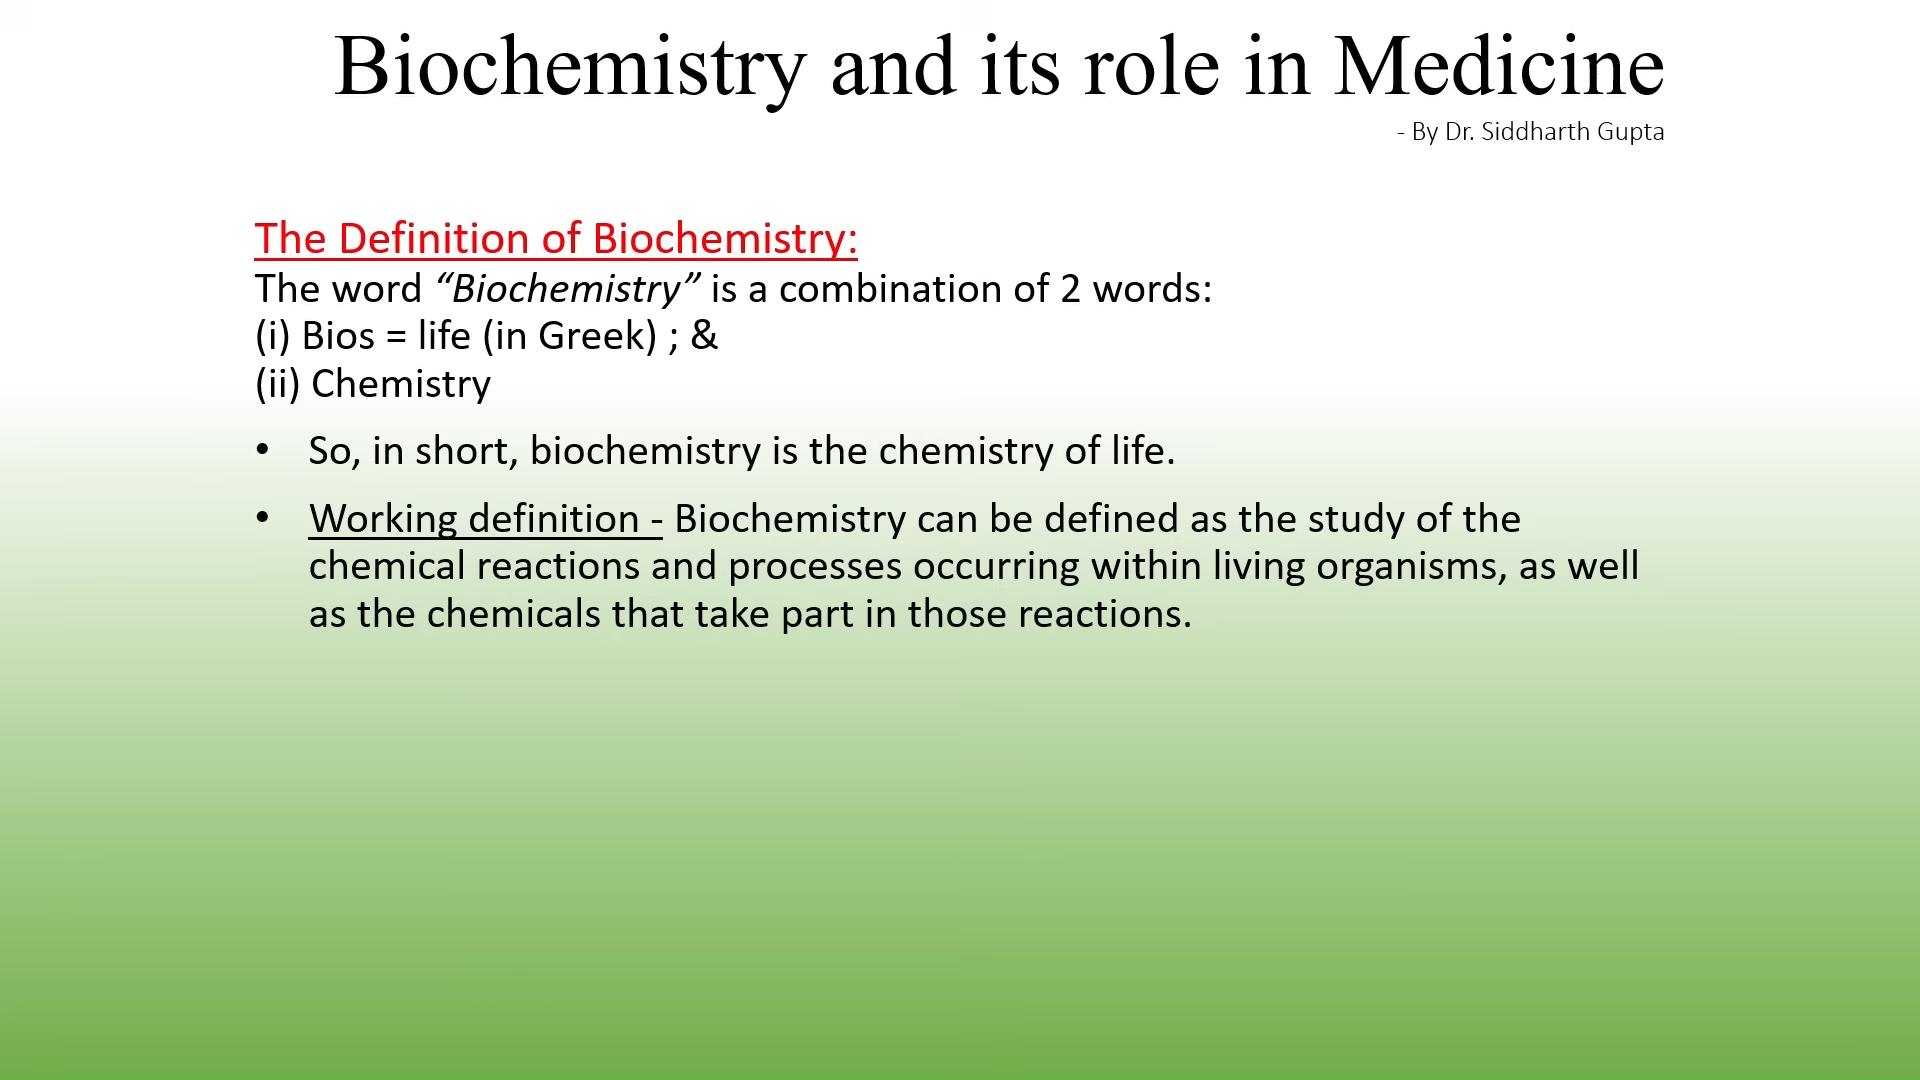 Biochemistry and its role in Medicine
- By Dr. Siddharth Gupta
The Definition of Biochemistry:
The word “Biochemistry” is a combination of 2 words:
(i) Bios = life (in Greek) ; &
(ii) Chemistry
• So, in short, biochemistry is the chemistry of life.
• Working definition - Biochemistry can be defined as the study of the
chemical reactions and processes occurring within living organisms, as well
as the chemicals that take part in those reactions.